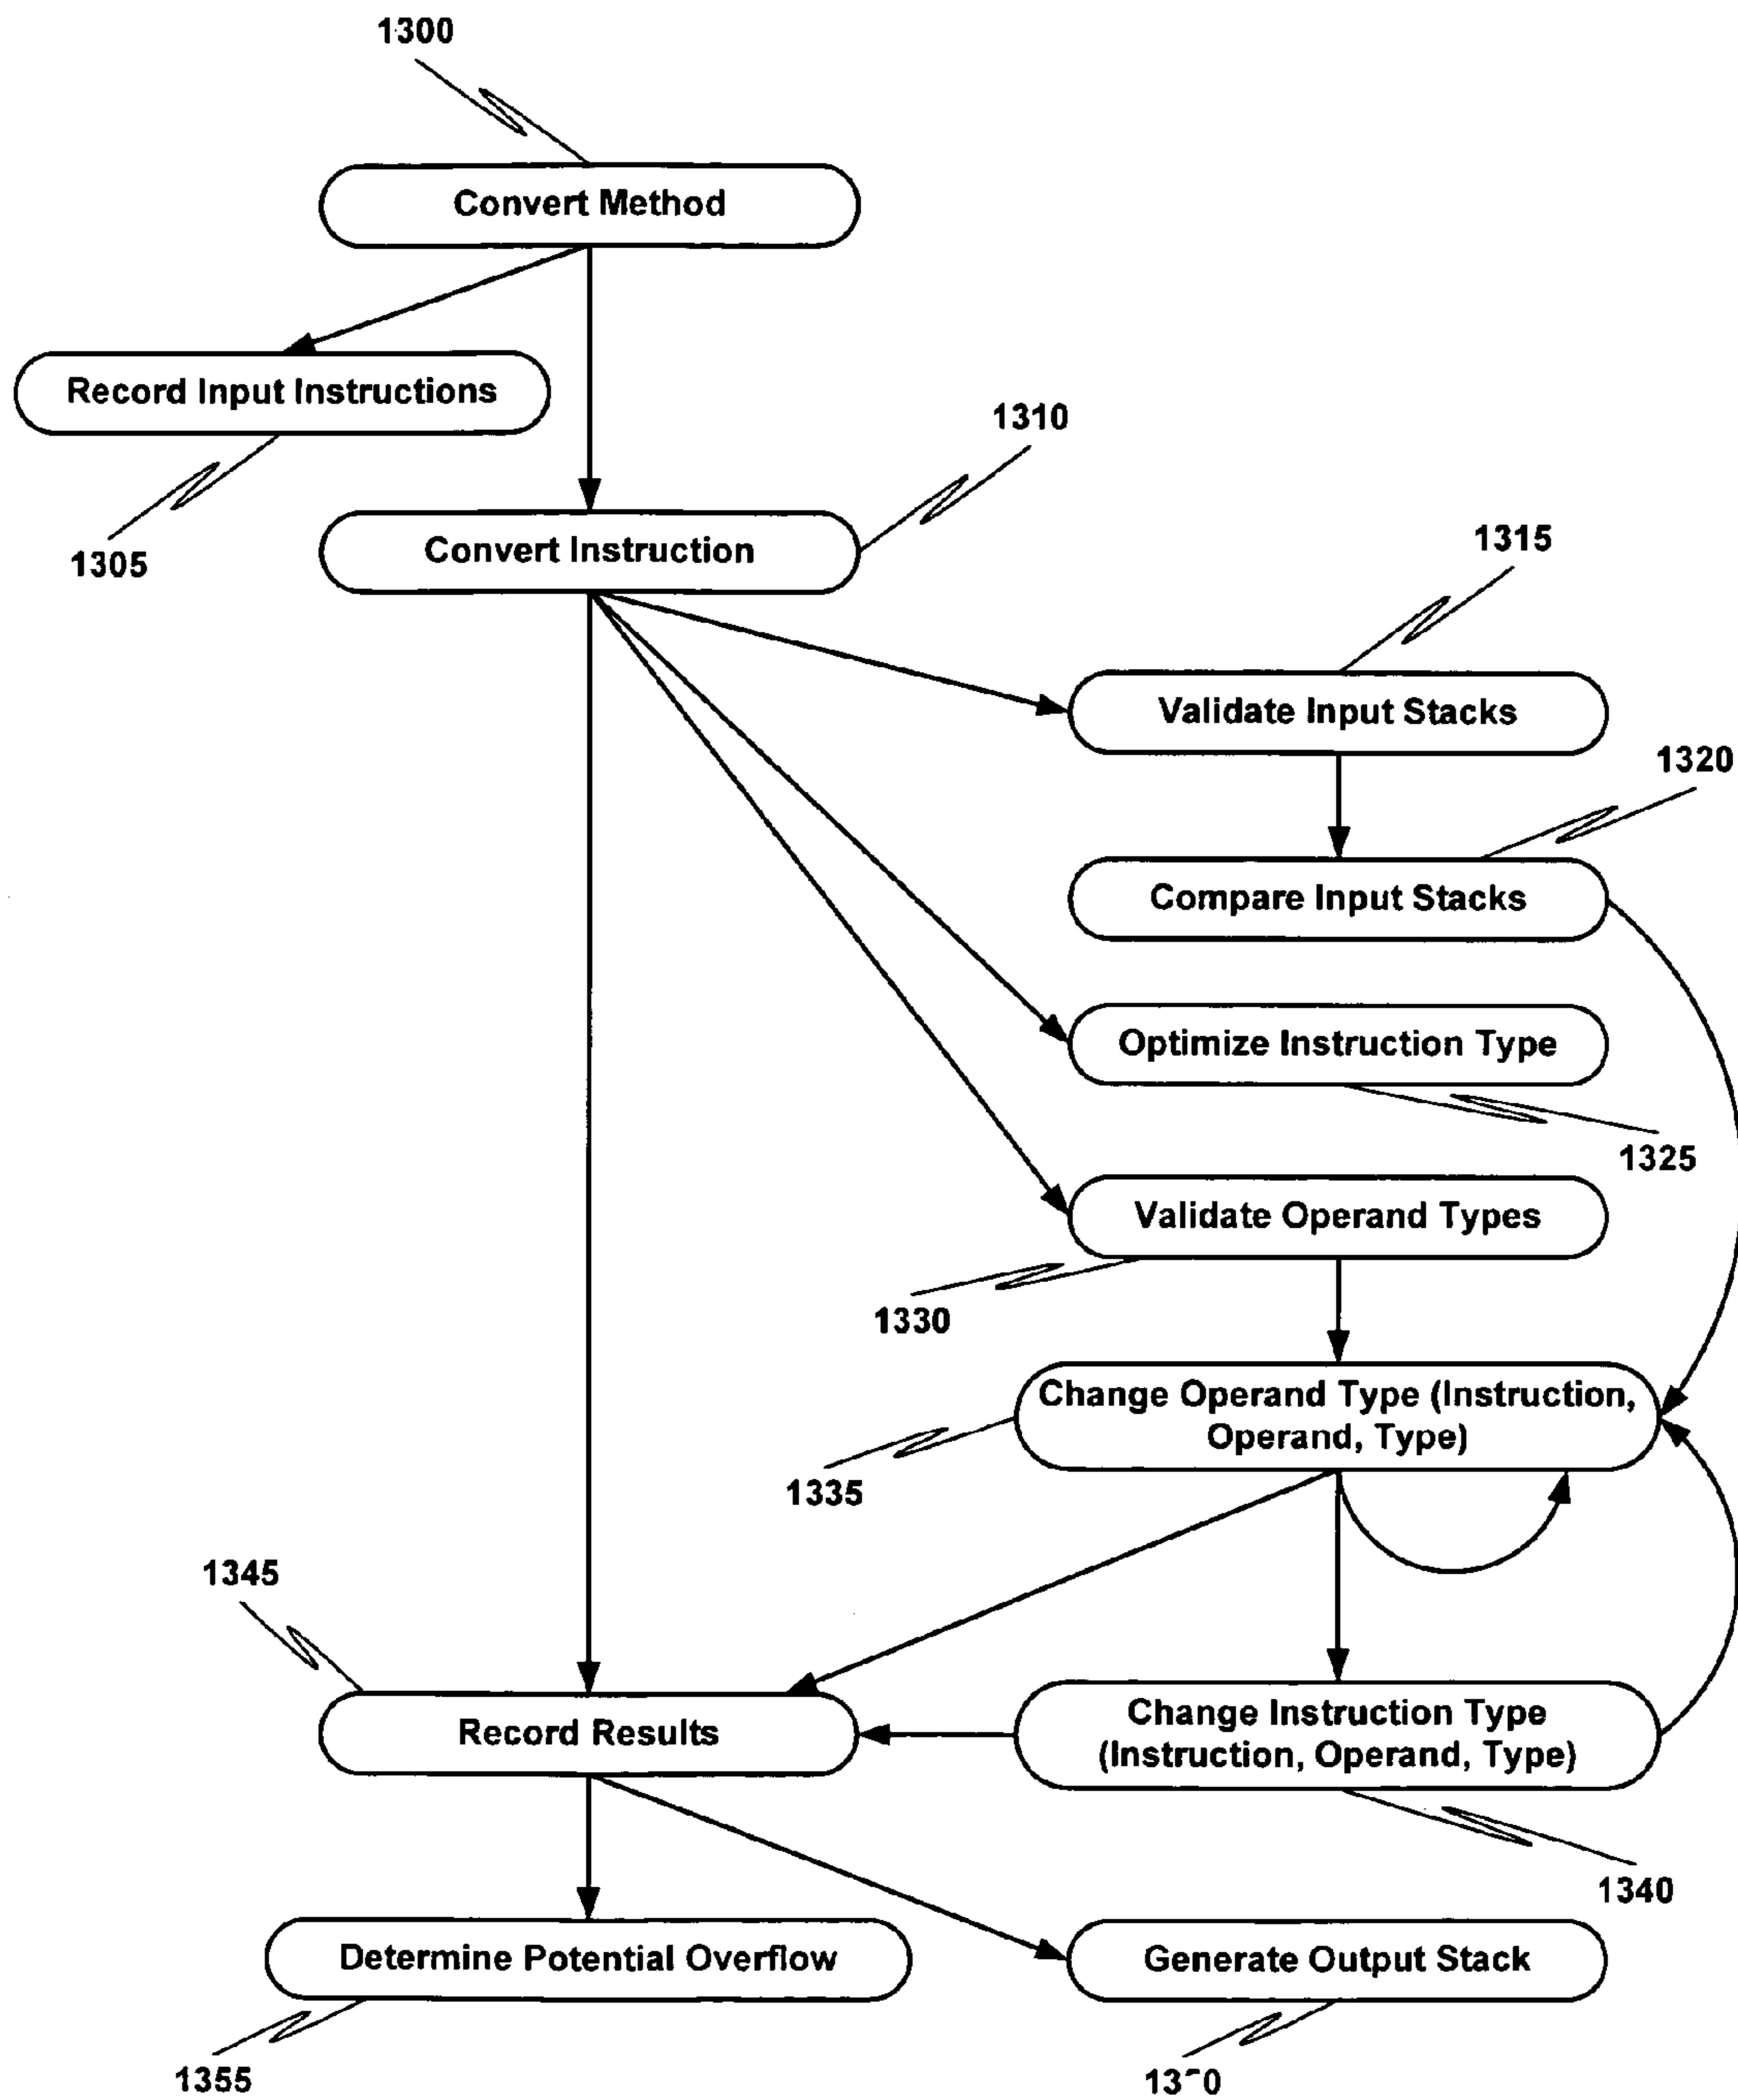 1300
Convert Method
Record Input Instructions
1305
1310
Convert Instruction
1315
Validate Input Stacks
1320
Compare Input Stacks
Optimize Instruction Type
1325
Validate Operand Types
1330
Change Operand Type (Instruction,
Operand, Type)
1335
1345
Record Results
Change Instruction Type
(Instruction, Operand, Type)
1340
Determine Potential Overflow
Generate Output Stack
1355